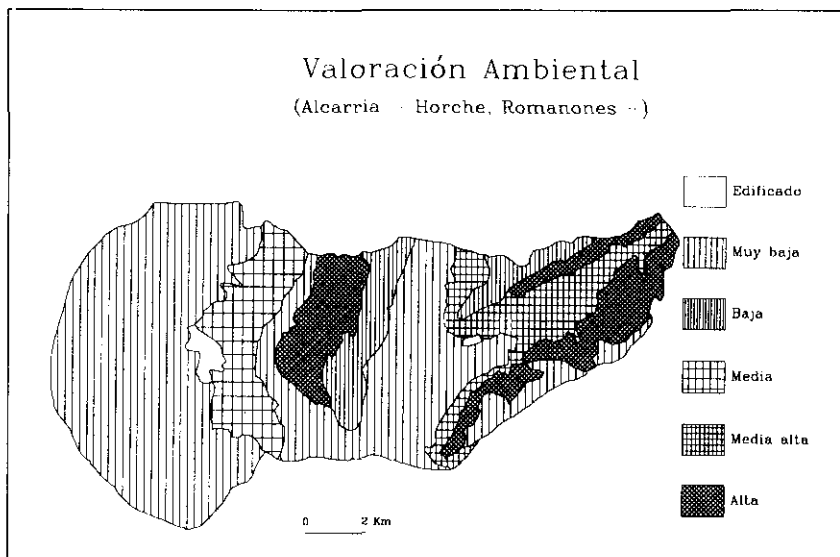 Valoración Ambiental
(Alcarria - Horche, Romanones -)
Edificado
Muy baja
Baja
Media
Media alta
Alta
0 2 Km